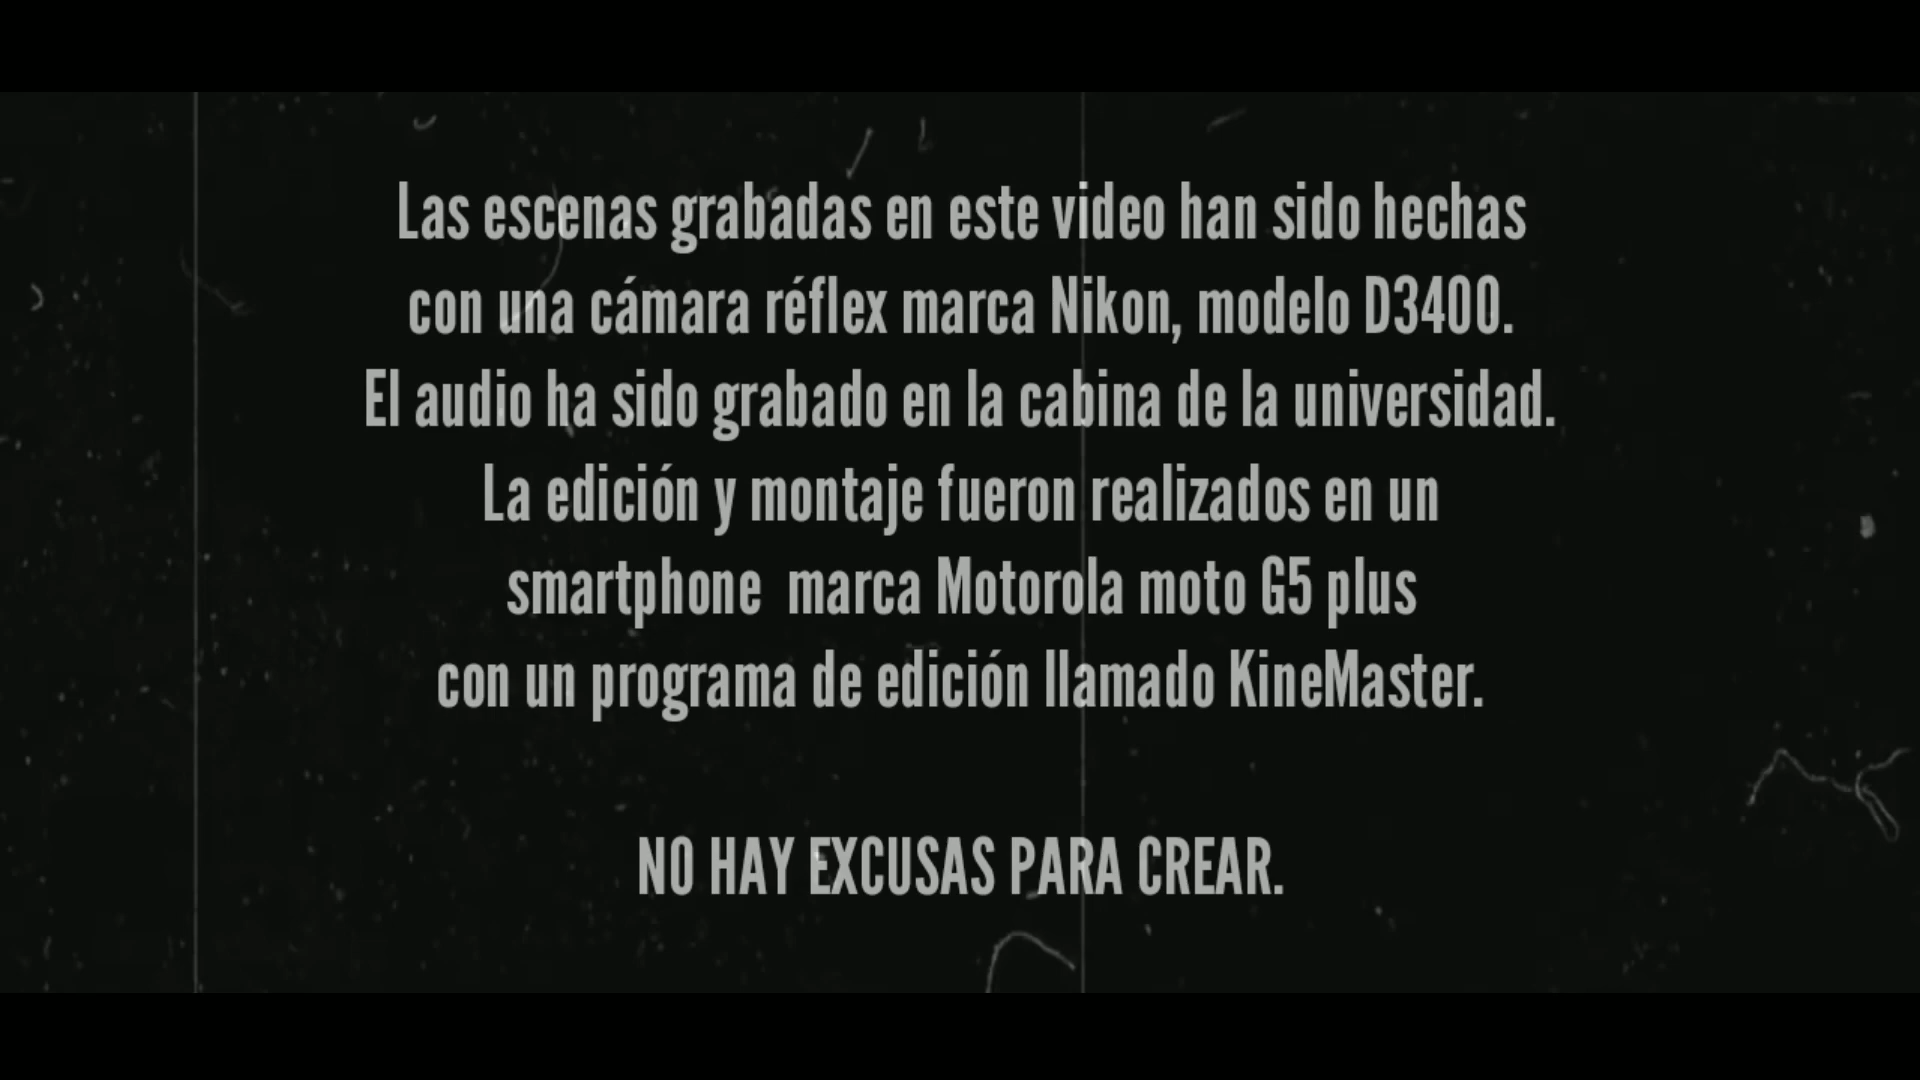 Las escenas grabadas en este video han sido hechas
con una cámara réflex marca Nikon, modelo D3400.
El audio ha sido grabado en la cabina de la universidad.
La edición y montaje fueron realizados en un
smartphone  marca Motorola moto G5 plus
con un programa de edición llamado KineMaster.
NO HAY EXCUSAS PARA CREAR.